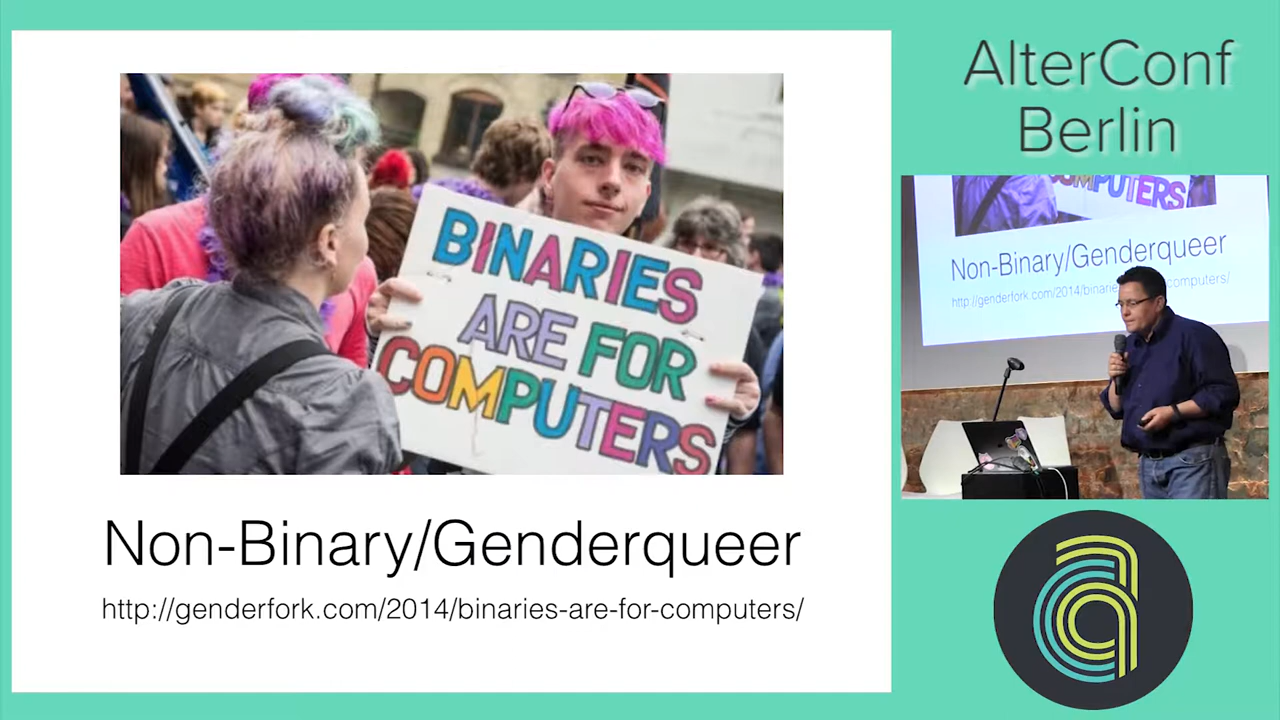 BINARIES
ARE FOR
COMPUTERS
Non-Binary/Genderqueer
http://genderfork.com/2014/binaries-are-for-computers/
AlterConf
Berlin
COMPUTERS
Non-Binary/Genderqueer
http://genderfork.com/2014/binaries-are-for-computers/